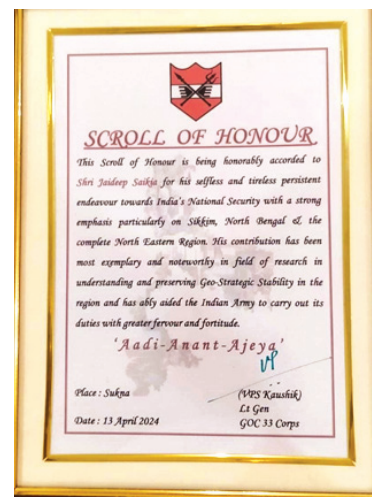 SCROLL OF HONOUR
This Scroll of Honour is being honorably accorded to
Shri Jaideep Saikia for his selfless and tireless persistent
endeavour towards India's National Security with a strong
emphasis particularly on Sikkim, North Bengal & the
complete North Eastern Region. His contribution has been
most exemplary and noteworthy in field of research in
understanding and preserving Geo-Strategic Stability in the
region and has ably aided the Indian Army to carry out its
duties with greater fervour and fortitude.
'Aadi-Anant-Ajeya'
Place : Sukna
(VPS Kaushik)
Lt Gen
Date : 13 April 2024
GOC 33 Corps